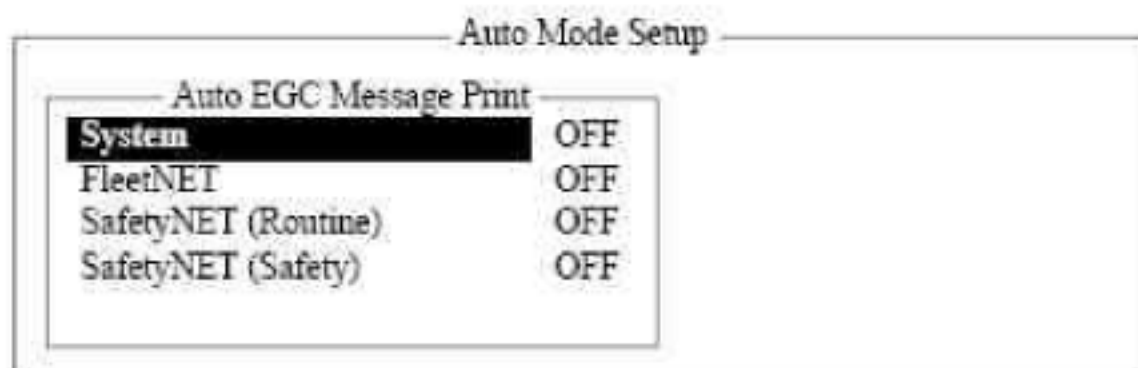 Auto Mode Setup
Auto EGC Message Print
System OFF
FleetNET OFF
SafetyNET (Routine) OFF
SafetyNET (Safety) OFF